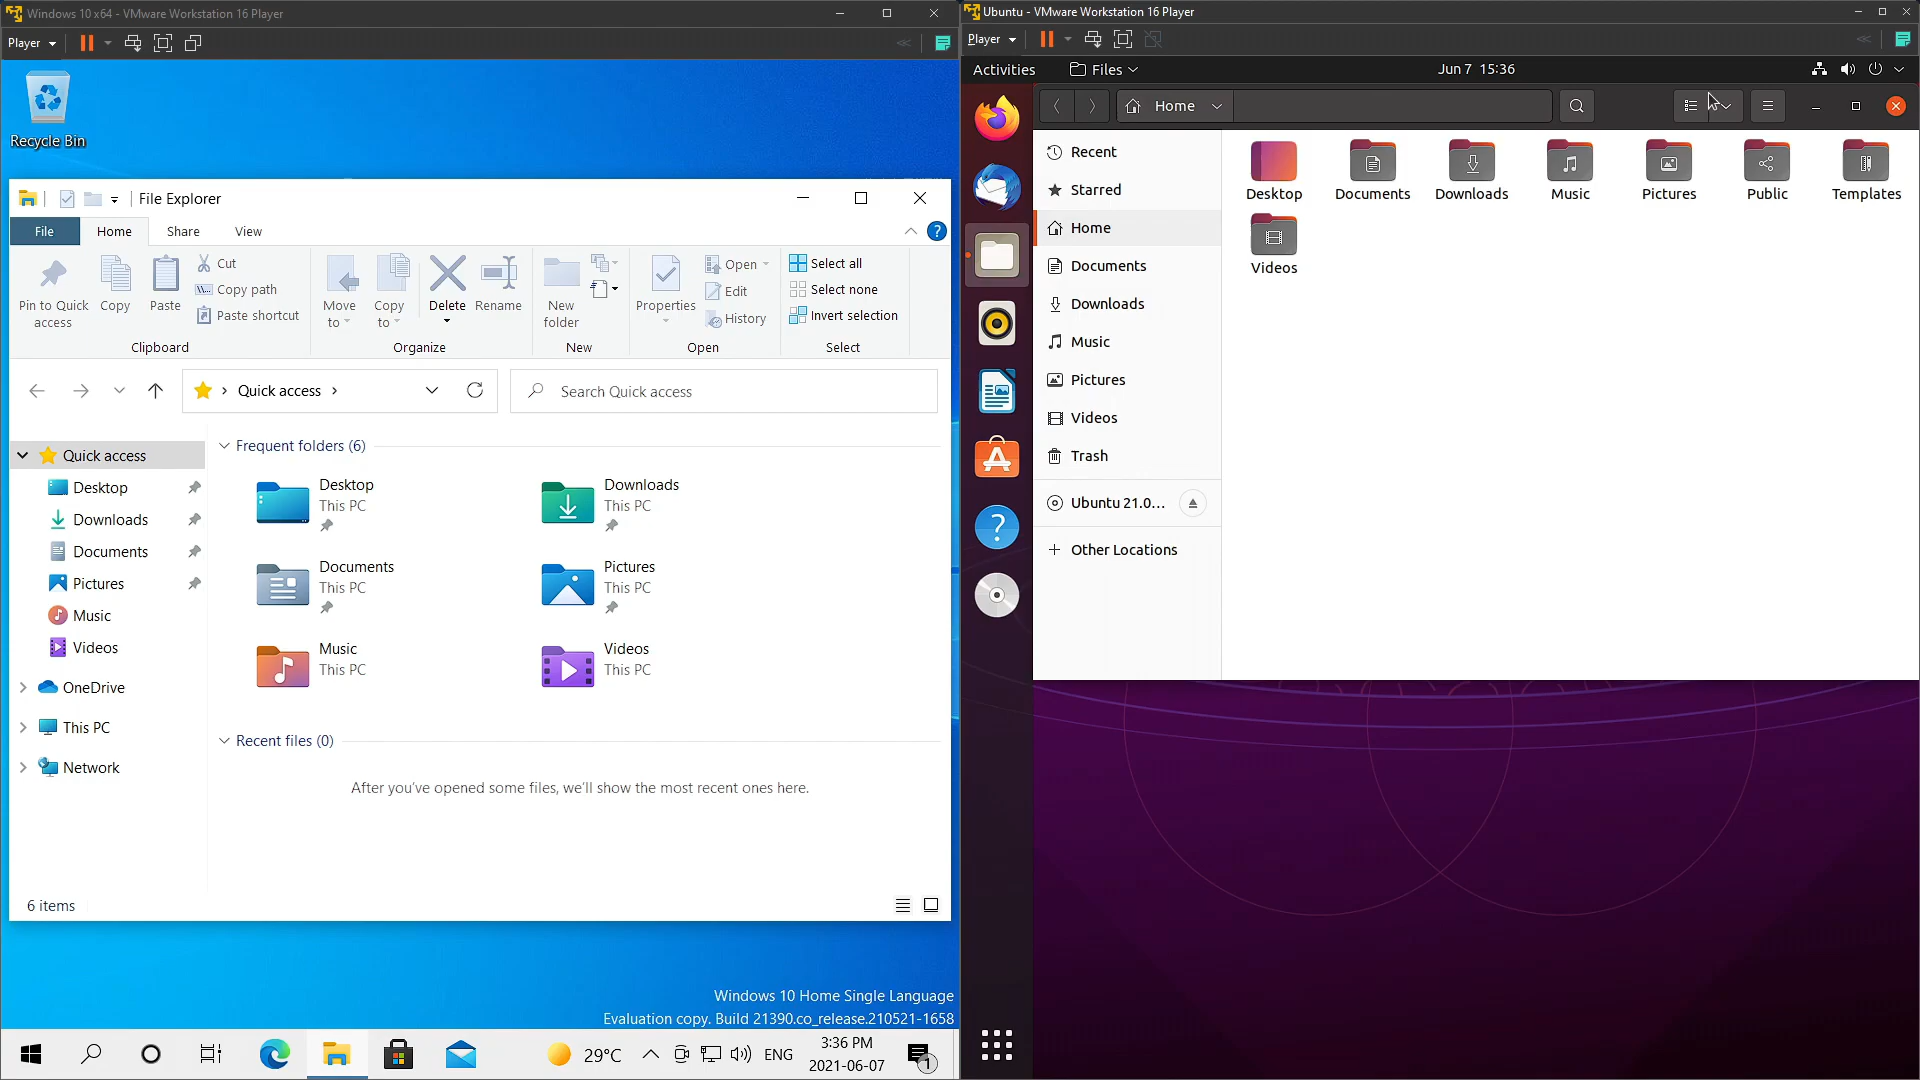 Windows 10 x64 - VMware Workstation 16 Player
Player
Recycle Bin
File Explorer
File
Home
Share
View
?
Pin to Quick access
Copy
Paste
Cut
Copy path
Paste shortcut
Clipboard
Move to
Copy to
Delete
Rename
Organize
New folder
New
Properties
Open
Edit
History
Open
Select all
Select none
Invert selection
Select
Quick access
Search Quick access
Quick access
Desktop
Downloads
Documents
Pictures
Music
Videos
OneDrive
This PC
Network
Frequent folders (6)
Desktop
This PC
Downloads
This PC
Documents
This PC
Pictures
This PC
Music
This PC
Videos
This PC
Recent files (0)
After you've opened some files, we'll show the most recent ones here.
6 items
Windows 10 Home Single Language
Evaluation copy. Build 21390.co_release.210521-1658
29°C
ENG
3:36 PM
2021-06-07
1
Ubuntu - VMware Workstation 16 Player
Player
Activities
Files
Jun 7 15:36
Home
Recent
Starred
Home
Documents
Downloads
Music
Pictures
Videos
Trash
Ubuntu 21.0...
Other Locations
Desktop
Documents
Downloads
Music
Pictures
Public
Templates
Videos
?